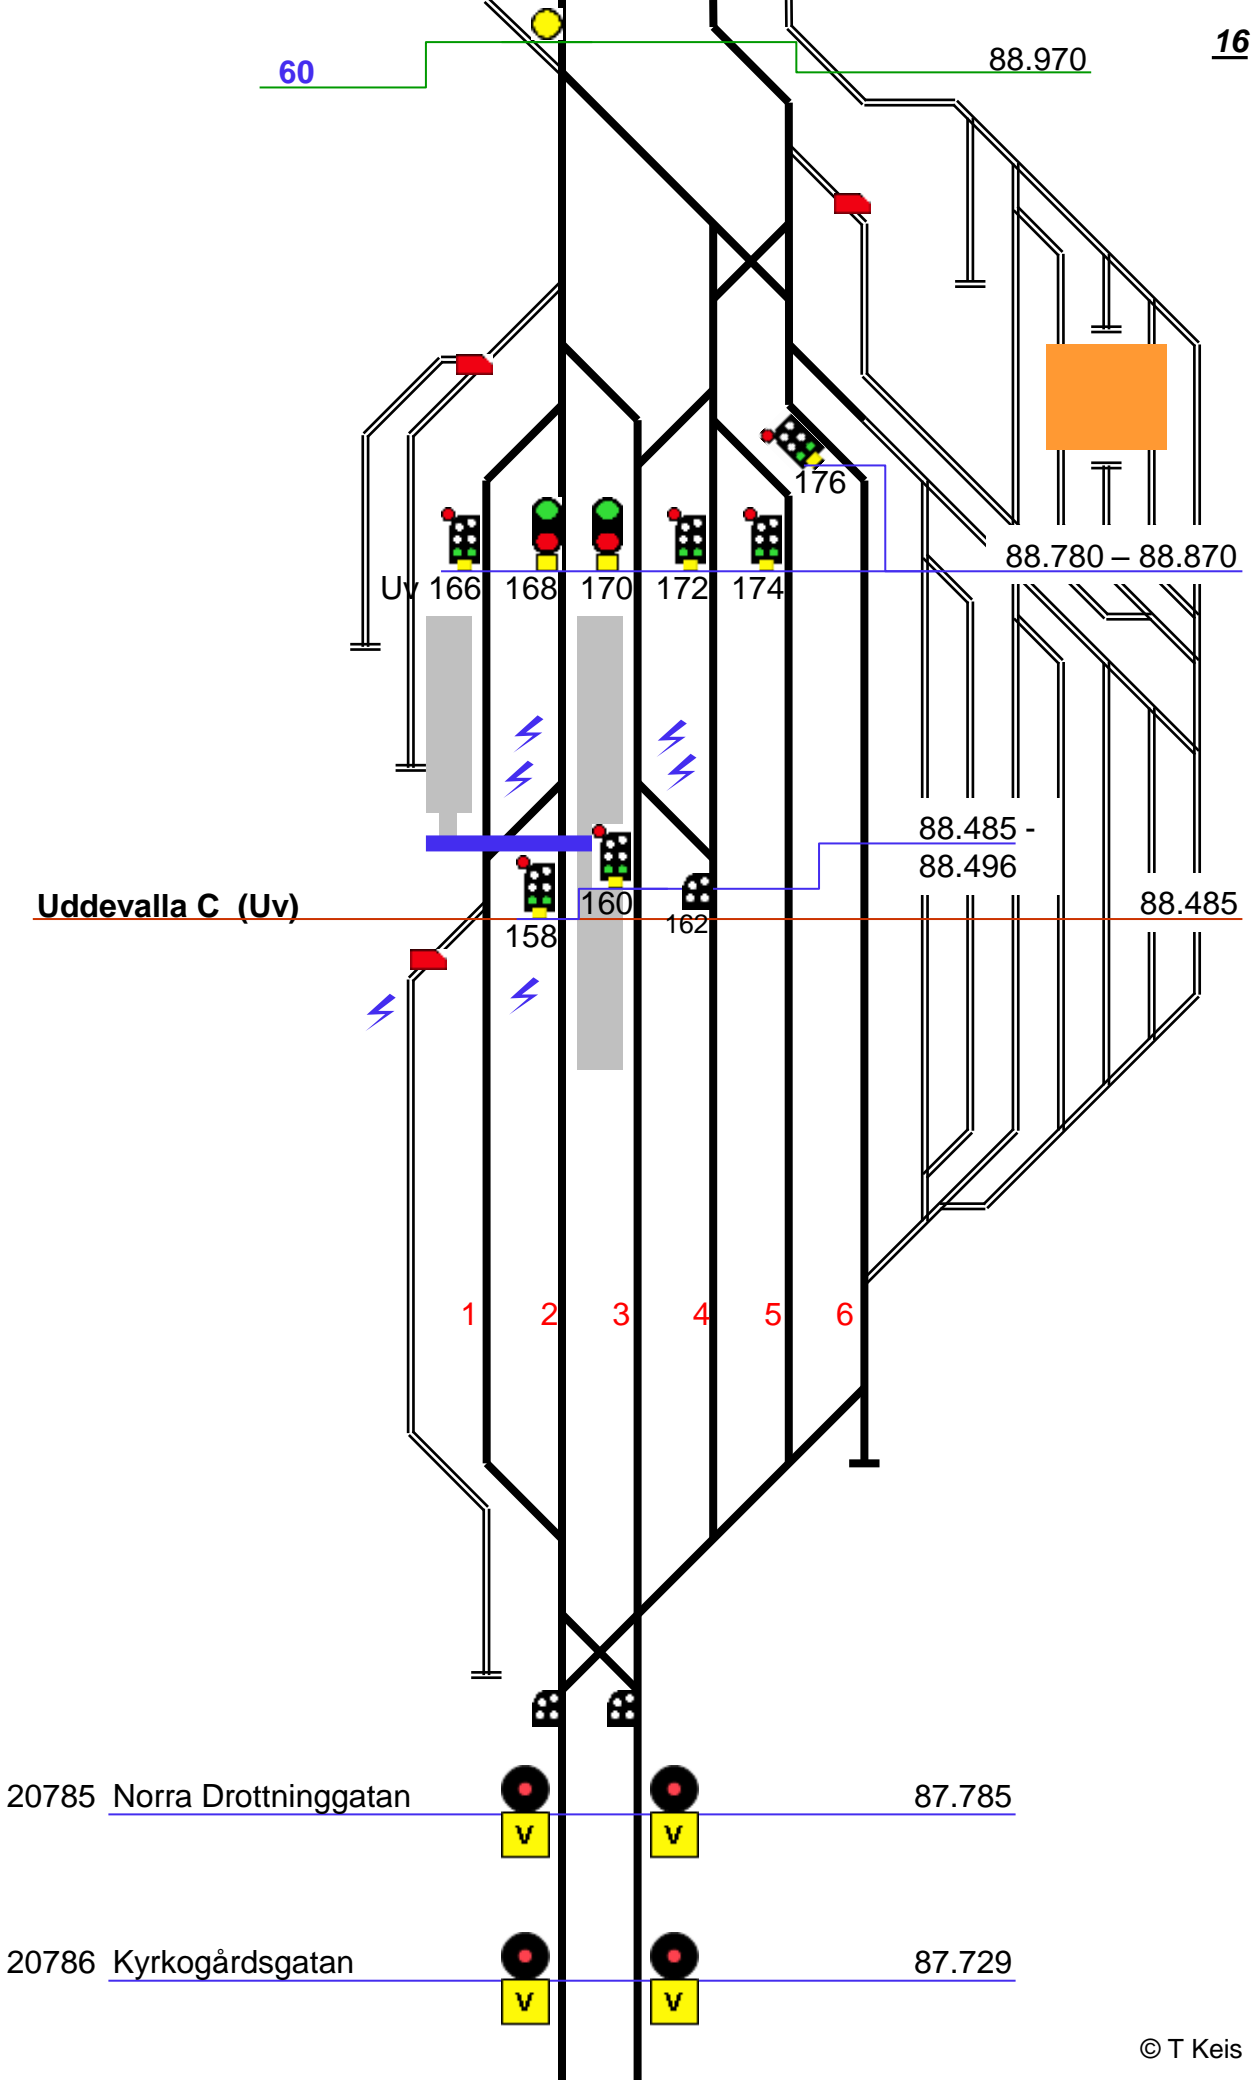 16
88.970
60
176
88.780 – 88.870
Uv 166 168 170 172 174
88.485 -
88.496
Uddevalla C (Uv) 160 88.485
162
158
1 2 3 4 5 6
20785 Norra Drottninggatan 87.785
V V
20786 Kyrkogårdsgatan 87.729
V V
© T Keis